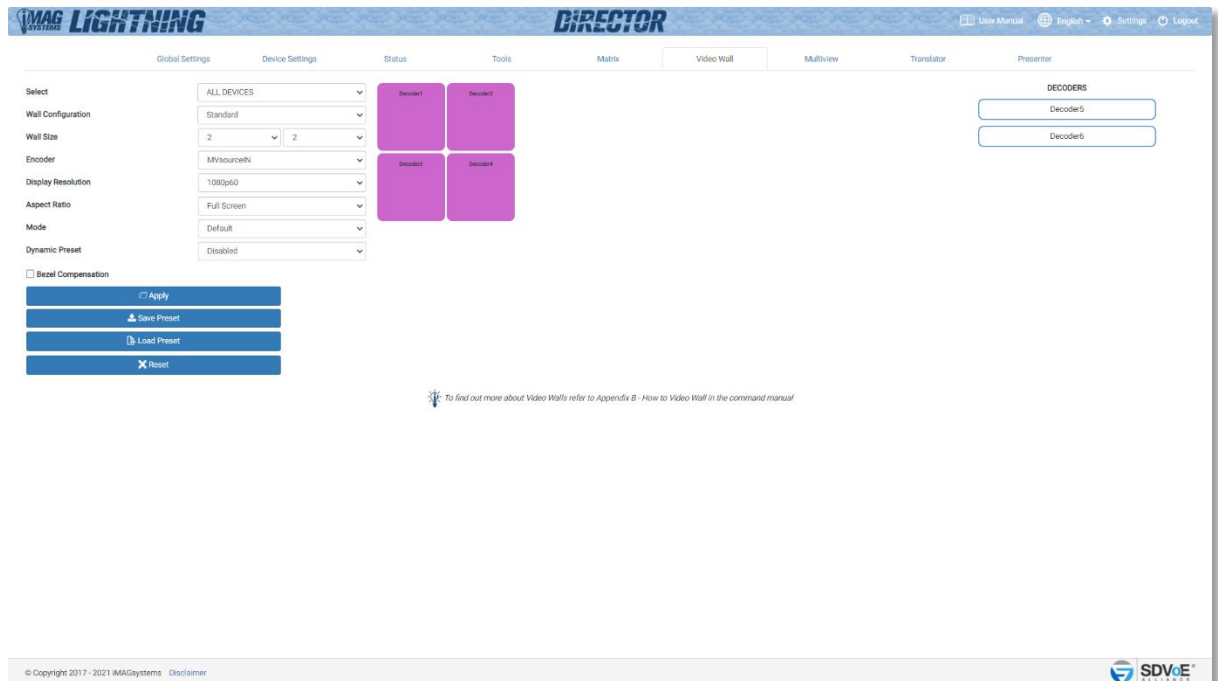 iMAG SYSTEMS LiGHTNiNG
DiRECTOR
User Manual English Settings Logout
Global Settings Device Settings Status Tools Matrix Video Wall Multiview Translator Presenter
Select ALL DEVICES
Wall Configuration Standard
Wall Size 2 2
Encoder MVsourceIN
Display Resolution 1080p60
Aspect Ratio Full Screen
Mode Default
Dynamic Preset Disabled
Bezel Compensation
Apply
Save Preset
Load Preset
Reset
Decoder1 Decoder2
Decoder3 Decoder4
DECODERS
Decoder5
Decoder6
To find out more about Video Walls refer to Appendix B - How to Video Wall in the command manual
© Copyright 2017 - 2021 IMAGsystems Disclaimer
SDVoE
ALLIANCE